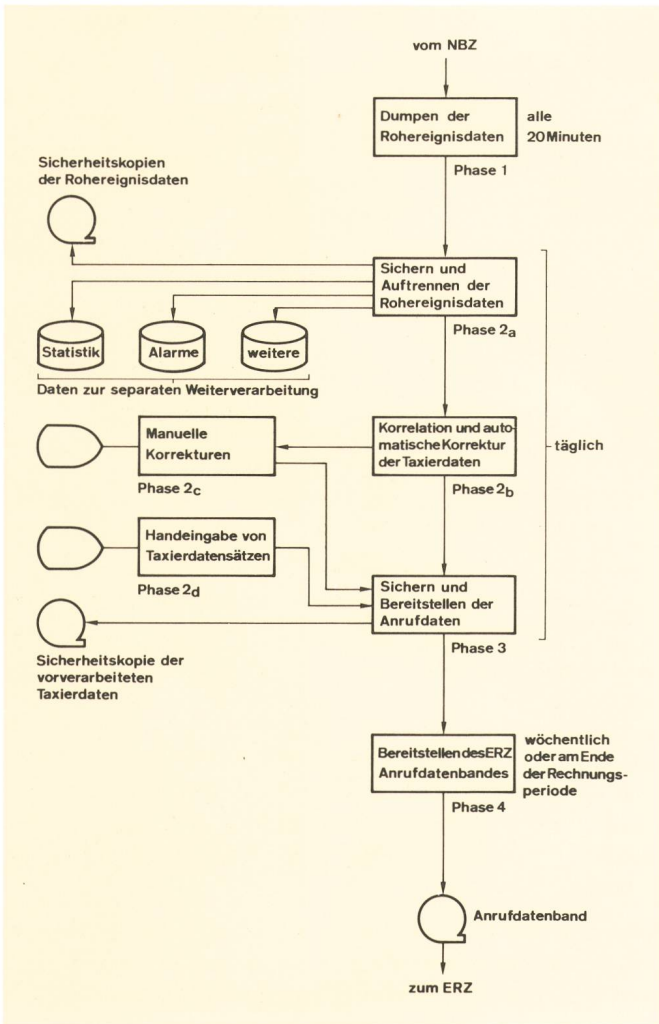 vom NBZ
Dumpen der
Rohereignisdaten
alle
20Minuten
Phase 1
Sicherheitskopien
der Rohereignisdaten
Sichern und
Auftrennen der
Rohereignisdaten
Phase 2a
Statistik
Alarme
weitere
Daten zur separaten Weiterverarbeitung
Manuelle
Korrekturen
Phase 2c
Korrelation und auto-
matische Korrektur
der Taxierdaten
Phase 2b
täglich
Handeingabe von
Taxierdatensätzen
Phase 2d
Sichern und
Bereitstellen der
Anrufdaten
Phase 3
Sicherheitskopie der
vorverarbeiteten
Taxierdaten
Bereitstellen des ERZ
Anrufdatenbandes
wöchentlich
oder am Ende
der Rechnungs-
periode
Phase 4
Anrufdatenband
zum ERZ